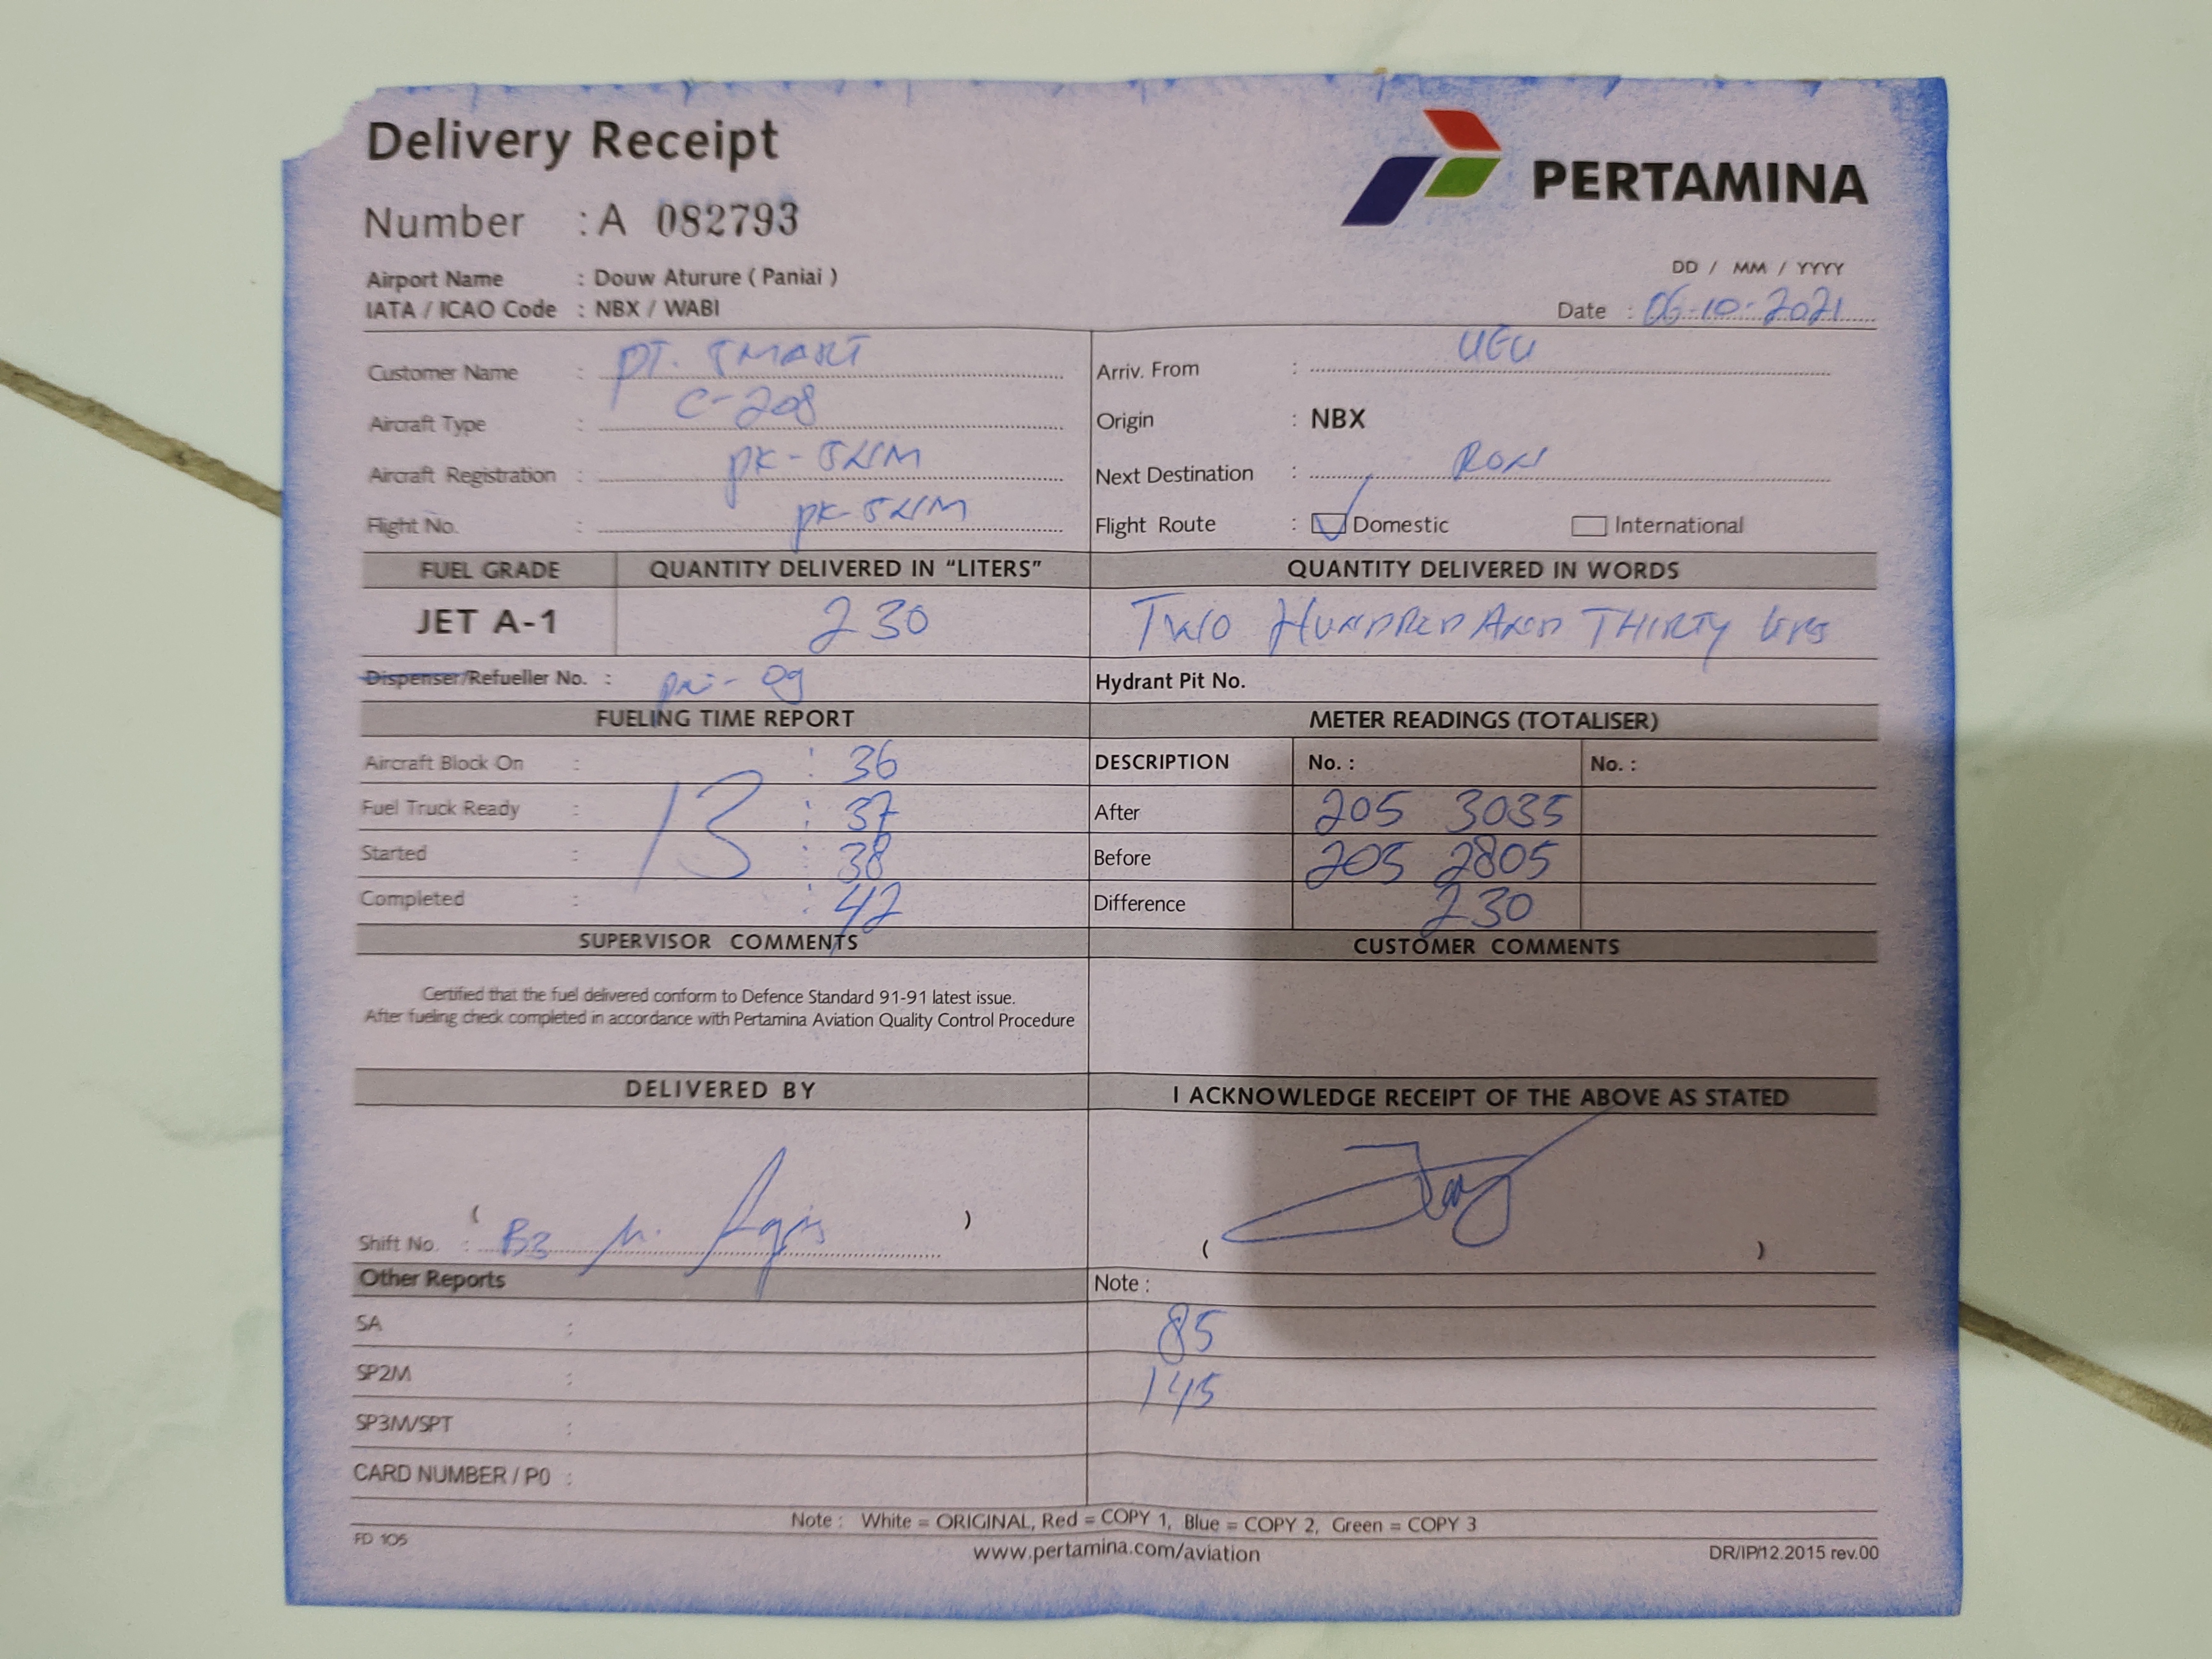 Delivery Receipt
PERTAMINA
Number : A 082793
Airport Name : Douw Aturure ( Paniai )
IATA / ICAO Code : NBX / WABI
DD / MM / YYYY
Date : 06-10-2021
Customer Name : PT. SMART
Arriv. From : UGU
Aircraft Type : C-208
Origin : NBX
Aircraft Registration : PK-SNM
Next Destination : RON
Flight No. : PK-SNM
Flight Route : Domestic International
FUEL GRADE QUANTITY DELIVERED IN "LITERS" QUANTITY DELIVERED IN WORDS
JET A-1 230 TWO HUNDRED AND THIRTY
Dispenser/Refueller No. :
Hydrant Pit No.
FUELING TIME REPORT METER READINGS (TOTALISER)
Aircraft Block On : : 36
DESCRIPTION No. : No. :
Fuel Truck Ready : 13 : 37
After 205 3035
Started : : 38
Before 205 2805
Completed : : 42
Difference 230
SUPERVISOR COMMENTS CUSTOMER COMMENTS
Certified that the fuel delivered conform to Defence Standard 91-91 latest issue.
After fueling check completed in accordance with Pertamina Aviation Quality Control Procedure
DELIVERED BY I ACKNOWLEDGE RECEIPT OF THE ABOVE AS STATED
( )
Shift No. : B3 M. Agus
( )
Other Reports Note :
SA : 85
SP2M : 145
SP3M/SPT :
CARD NUMBER / PO :
Note : White = ORIGINAL, Red = COPY 1, Blue = COPY 2, Green = COPY 3
FD 105 www.pertamina.com/aviation DR/IP/12.2015 rev.00